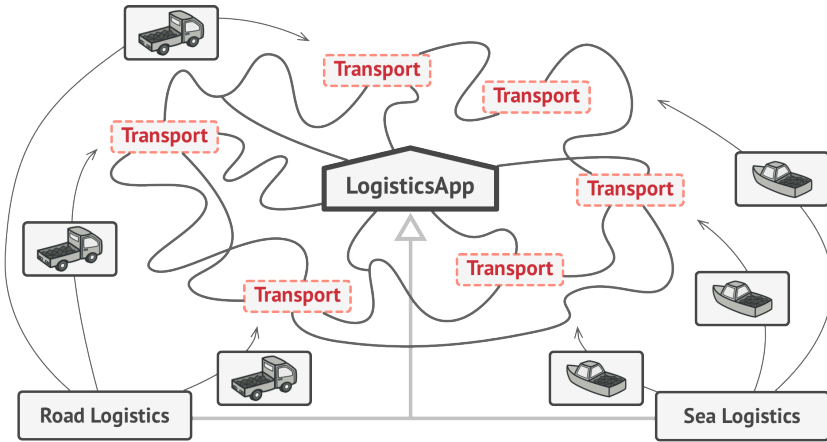 Transport
Transport
Transport
LogisticsApp
Transport
Transport
Transport
Road Logistics
Sea Logistics